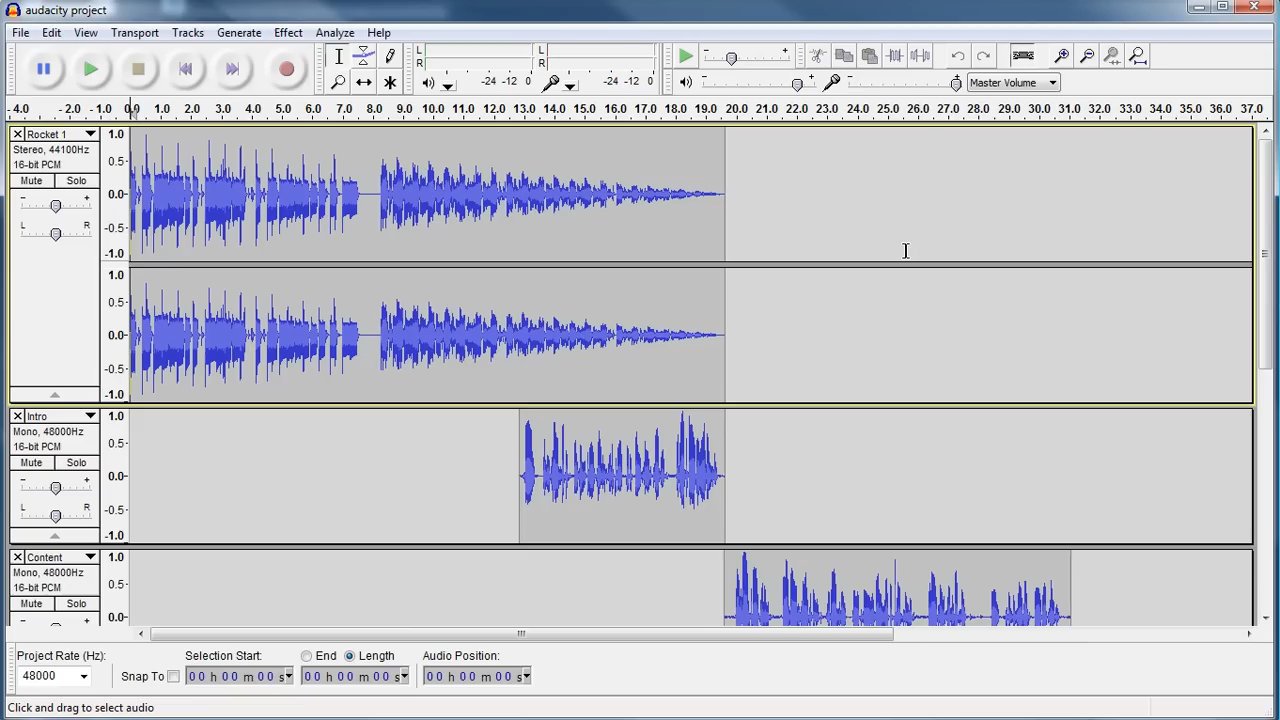 audacity project
File Edit View Transport Tracks Generate Effect Analyze Help
L R -24 -12 0 L R -24 -12 0
- +
- + - + Master Volume
- 4.0 -2.0 -1.0 0.0 1.0 2.0 3.0 4.0 5.0 6.0 7.0 8.0 9.0 10.0 11.0 12.0 13.0 14.0 15.0 16.0 17.0 18.0 19.0 20.0 21.0 22.0 23.0 24.0 25.0 26.0 27.0 28.0 29.0 30.0 31.0 32.0 33.0 34.0 35.0 36.0 37.0
Rocket 1
Stereo, 44100Hz
16-bit PCM
Mute Solo
- +
L R
1.0
0.5
0.0
-0.5
-1.0
1.0
0.5
0.0
-0.5
-1.0
Intro
Mono, 48000Hz
16-bit PCM
Mute Solo
- +
L R
1.0
0.5
0.0
-0.5
-1.0
Content
Mono, 48000Hz
16-bit PCM
Mute Solo
- +
1.0
0.5
0.0
Project Rate (Hz): Selection Start: End Length Audio Position:
48000 Snap To 00 h 00 m 00 s 00 h 00 m 00 s 00 h 00 m 00 s
Click and drag to select audio